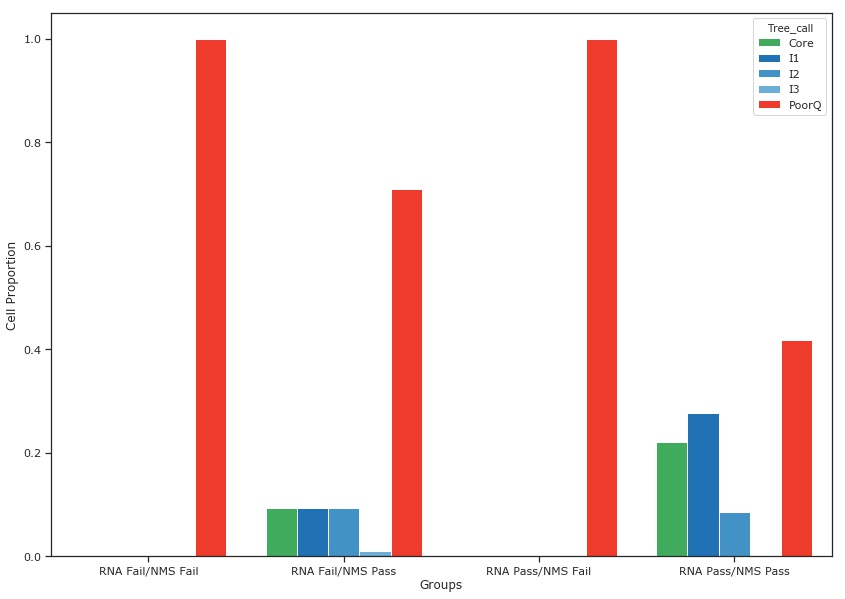 Tree_call
Core
I1
I2
I3
PoorQ
1.0
0.8
0.6
0.4
0.2
0.0
Cell Proportion
RNA Fail/NMS Fail
RNA Fail/NMS Pass
RNA Pass/NMS Fail
RNA Pass/NMS Pass
Groups